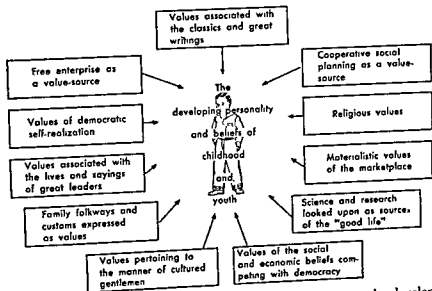 Values associated with
the classics and great
writings
Free enterprise as
a value-source
Cooperative social
planning as a value-
source
Values of democratic
self-realization
Religious values
Values associated with
the lives and sayings
of great leaders
Materialistic values
of the marketplace
The
developing personality
and beliefs of
childhood
and
youth
Family folkways and
customs expressed
as values
Science and research
looked upon as sources
of the "good life"
Values pertaining to
the manner of cultured
gentlemen
Values of the social
and economic beliefs com-
peting with democracy